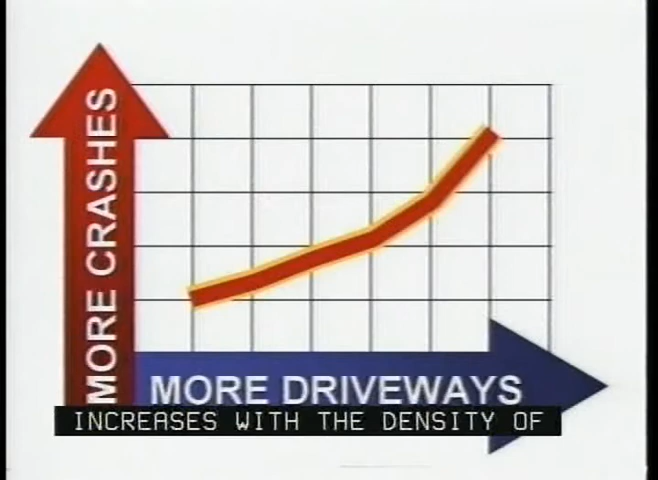 MORE CRASHES
MORE DRIVEWAYS
INCREASES WITH THE DENSITY OF